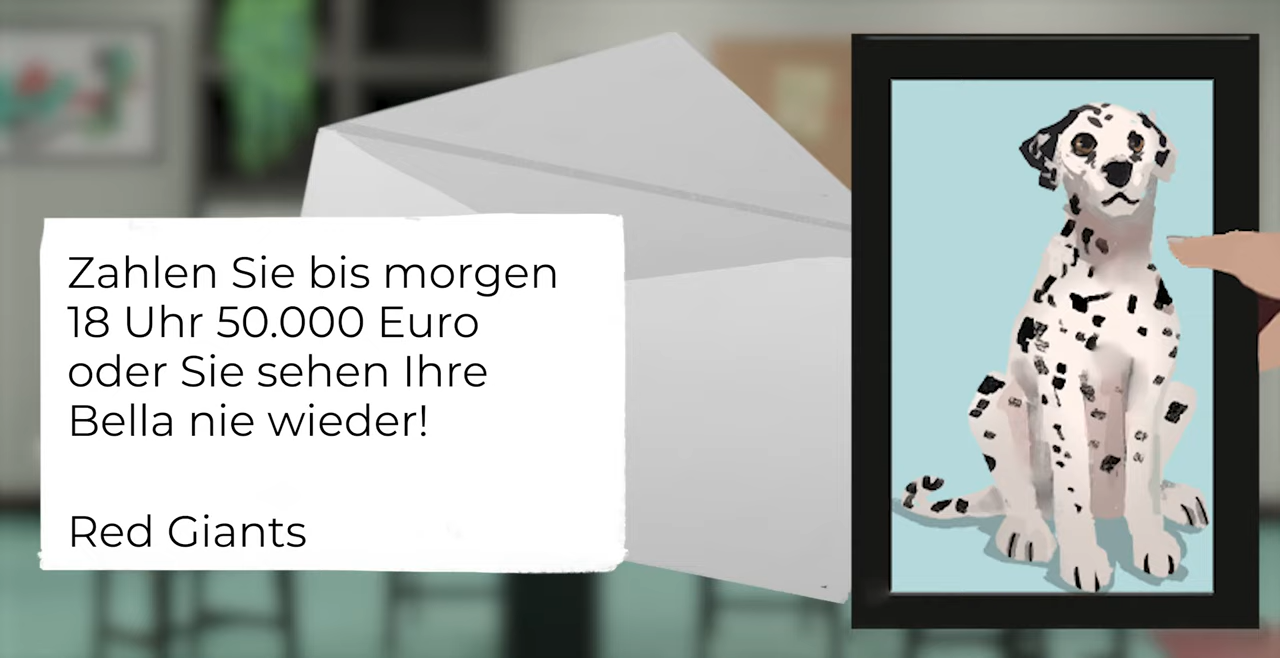 Zahlen Sie bis morgen
18 Uhr 50.000 Euro
oder Sie sehen Ihre
Bella nie wieder!
Red Giants